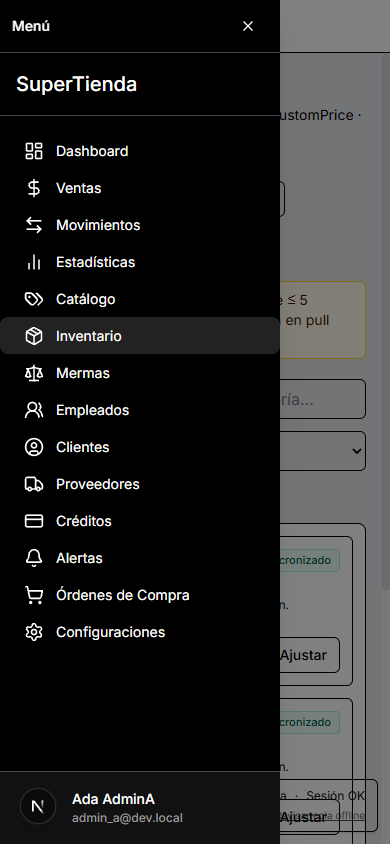 Menú
SuperTienda
ustomPrice ·
Dashboard
Ventas
Movimientos
Estadísticas
Catálogo
≤ 5
en pull
Inventario
Mermas
ría...
Empleados
Clientes
Proveedores
Créditos
Alertas
cronizado
n.
Órdenes de Compra
Configuraciones
Ajustar
cronizado
n.
Ada AdminA
admin_a@dev.local
a · Sesión OK
Ajustar
offline